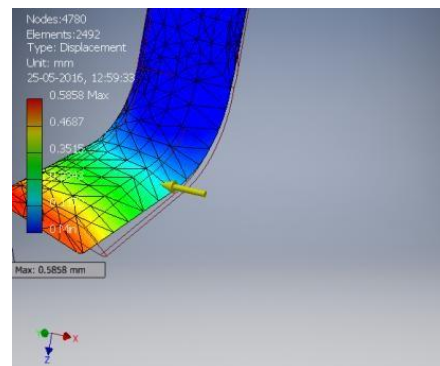 Nodes:4780
Elements:2492
Type: Displacement
Unit: mm
25-05-2016, 12:59:33
0.5858 Max
0.4687
0.3515
0 Min
Max: 0.5858 mm
X
Z